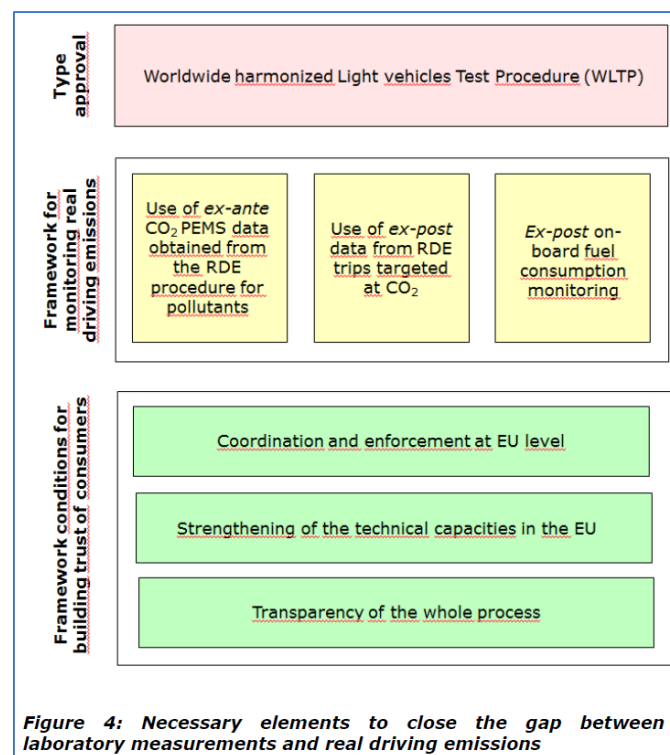 Type
approval
Worldwide harmonized Light vehicles Test Procedure (WLTP)
Framework for
monitoring real
driving emissions
Use of ex-ante
CO₂ PEMS data
obtained from
the RDE
procedure for
pollutants
Use of ex-post
data from RDE
trips targeted
at CO₂
Ex-post on-
board fuel
consumption
monitoring
Framework conditions for
building trust of consumers
Coordination and enforcement at EU level
Strengthening of the technical capacities in the EU
Transparency of the whole process
Figure 4: Necessary elements to close the gap between
laboratory measurements and real driving emissions